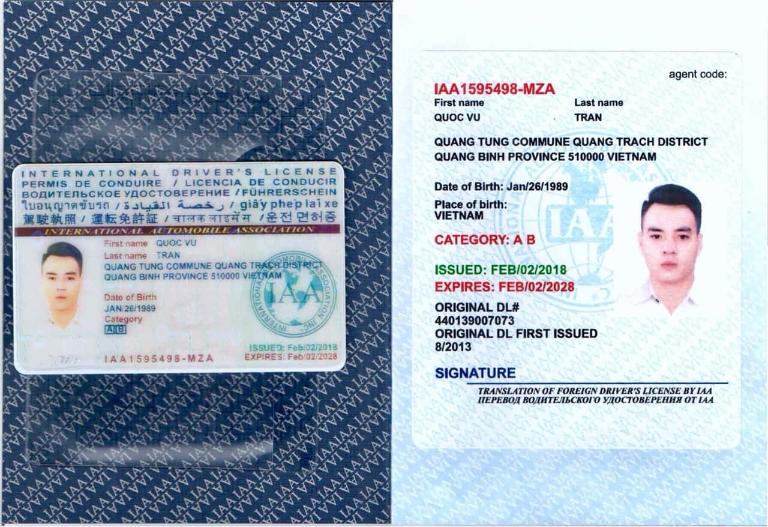 INTERNATIONAL DRIVER'S LICENSE
PERMIS DE CONDUIRE / LICENCIA DE CONDUCIR
ВОДИТЕЛЬСКОЕ УДОСТОВЕРЕНИЕ / FÜHRERSCHEIN
ใบอนุญาตขับรถ / رخصة القيادة / giấy phép lái xe
駕駛執照 / 運転免許証 / चालक लाइसेंस / 운전 면허증
INTERNATIONAL AUTOMOBILE ASSOCIATION
First name QUOC VU
Last name TRAN
QUANG TUNG COMMUNE QUANG TRACH DISTRICT
QUANG BINH PROVINCE 510000 VIETNAM
Date of Birth
JAN/26/1989
Category
A B
IAA
INTERNATIONAL AUTOMOBILE ASSOCIATION INC.
ISSUED: Feb/02/2018
IAA1595498-MZA
EXPIRES: Feb/02/2028
agent code:
IAA1595498-MZA
First name Last name
QUOC VU TRAN
QUANG TUNG COMMUNE QUANG TRACH DISTRICT
QUANG BINH PROVINCE 510000 VIETNAM
Date of Birth: Jan/26/1989
Place of birth:
VIETNAM
CATEGORY: A B
IAA
ISSUED: FEB/02/2018
EXPIRES: FEB/02/2028
ORIGINAL DL#
440139007073
ORIGINAL DL FIRST ISSUED
8/2013
SIGNATURE
TRANSLATION OF FOREIGN DRIVER'S LICENSE BY IAA
ПЕРЕВОД ВОДИТЕЛЬСКОГО УДОСТОВЕРЕНИЯ ОТ IAA